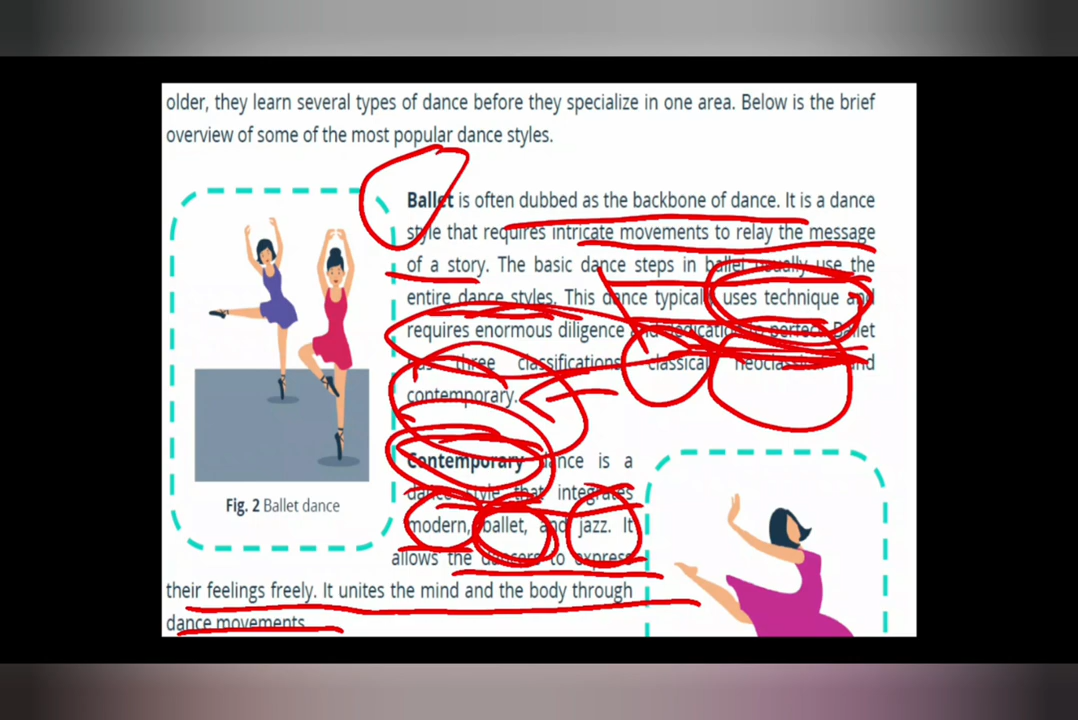 older, they learn several types of dance before they specialize in one area. Below is the brief
overview of some of the most popular dance styles.
Ballet is often dubbed as the backbone of dance. It is a dance
style that requires intricate movements to relay the message
of a story. The basic dance steps in ballet usually use the
entire dance styles. This dance typically uses technique and
requires enormous diligence and dedication to perfect. Ballet
has three classifications: classical, neoclassical and
contemporary.
Fig. 2 Ballet dance
Contemporary dance is a
dance style that integrates
modern, ballet, and jazz. It
allows the dancers to express
their feelings freely. It unites the mind and the body through
dance movements.